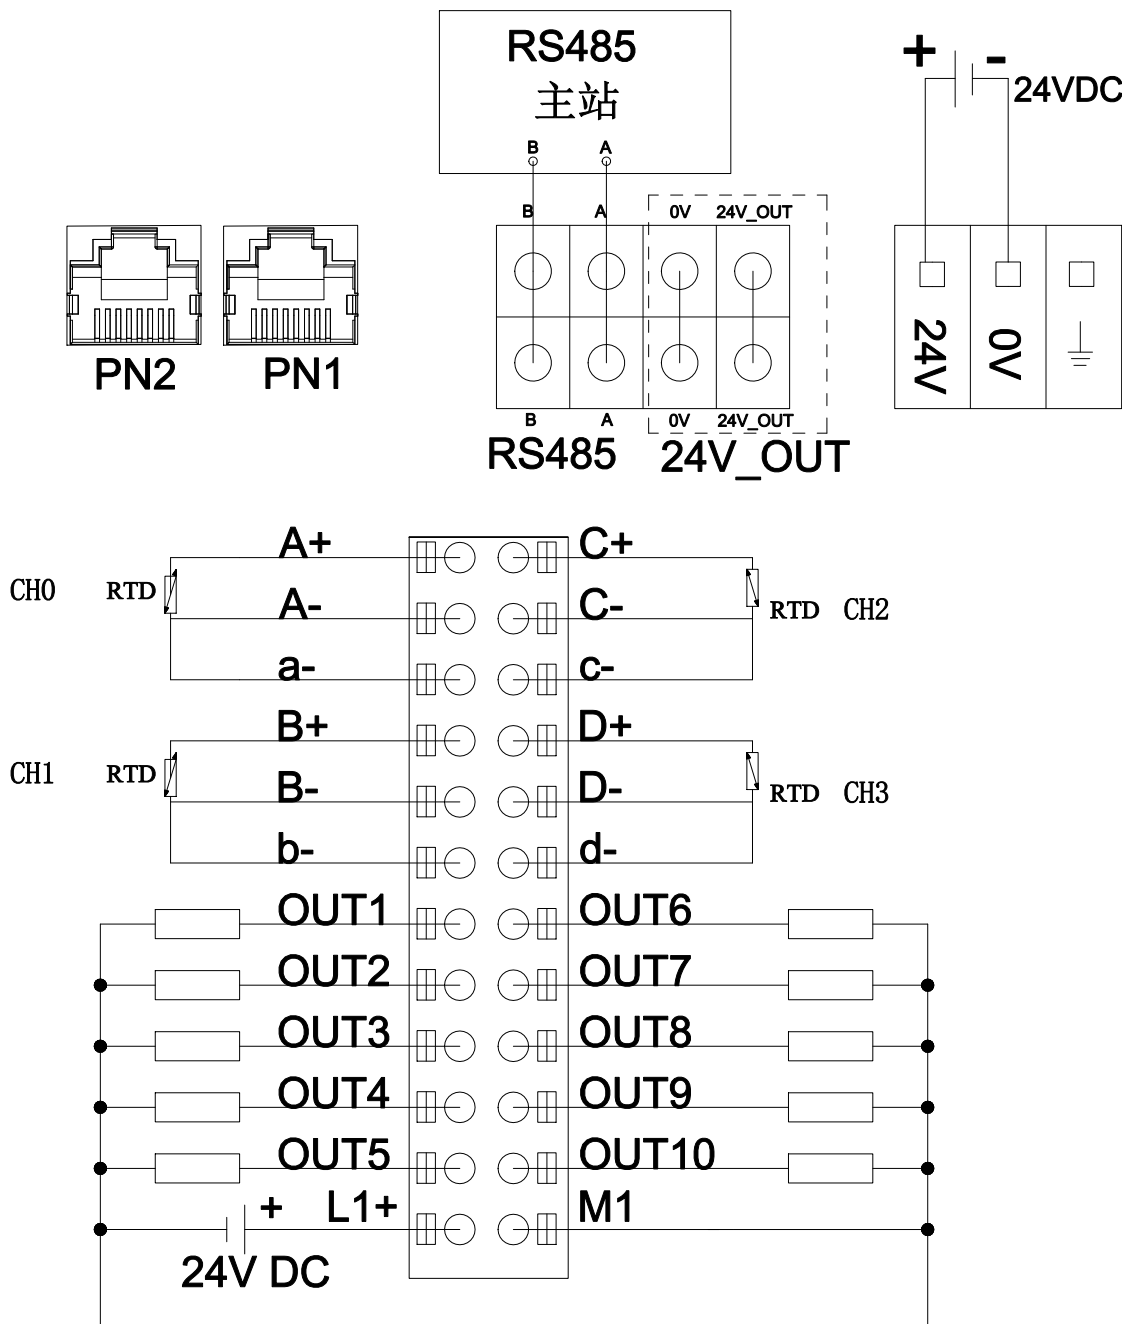 RS485
主站
B A
+ -
24VDC
B A 0V 24V_OUT
PN2 PN1
24V 0V
B A 0V 24V_OUT
RS485 24V_OUT
A+ C+
CH0 RTD A- C- RTD CH2
a- c-
B+ D+
CH1 RTD B- D- RTD CH3
b- d-
OUT1 OUT6
OUT2 OUT7
OUT3 OUT8
OUT4 OUT9
OUT5 OUT10
+ L1+ M1
24V DC